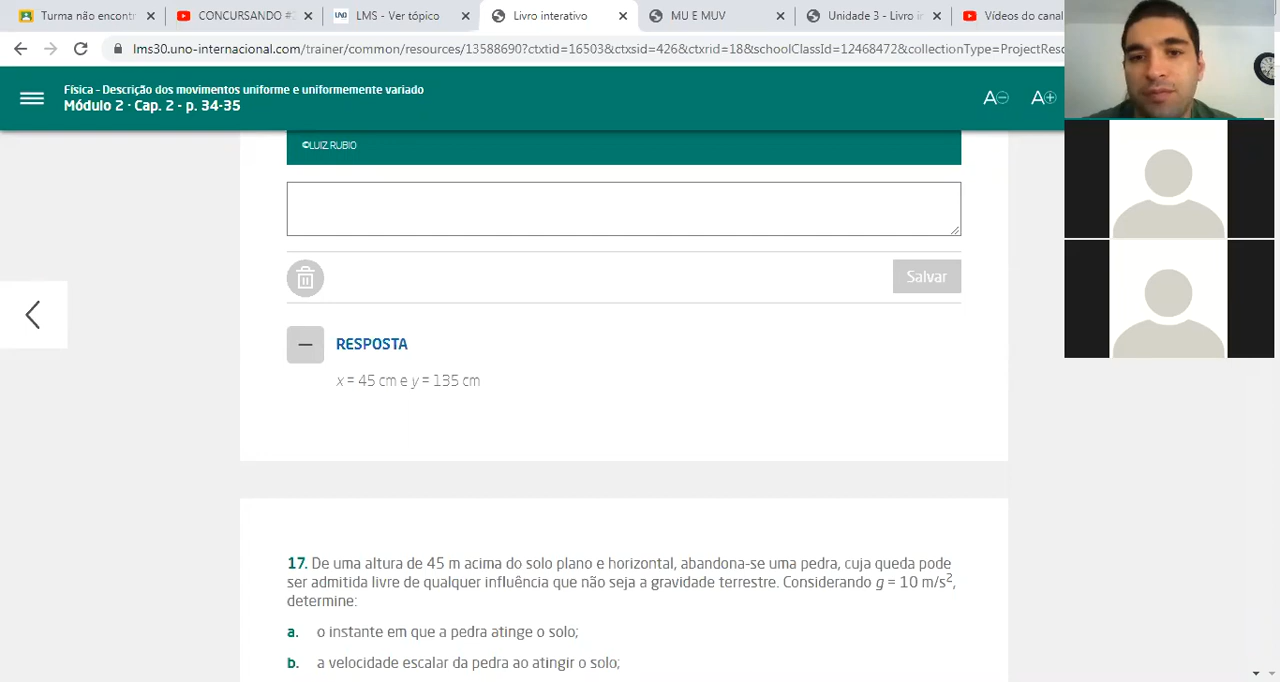 Turma não encont
CONCURSANDO #
LMS - Ver tópico
Livro interativo
MU E MUV
Unidade 3 - Livro i
Vídeos do canal
lms30.uno-internacional.com/trainer/common/resources/13588690?ctxtid=16503&ctxsid=426&ctxrid=18&schoolClassId=12468472&collectionType=ProjectReso
Física - Descrição dos movimentos uniforme e uniformemente variado
Módulo 2 · Cap. 2 - p. 34-35
A− A+
©LUIZ RUBIO
Salvar
RESPOSTA
x = 45 cm e y = 135 cm
17. De uma altura de 45 m acima do solo plano e horizontal, abandona-se uma pedra, cuja queda pode
ser admitida livre de qualquer influência que não seja a gravidade terrestre. Considerando g = 10 m/s²,
determine:
a. o instante em que a pedra atinge o solo;
b. a velocidade escalar da pedra ao atingir o solo;